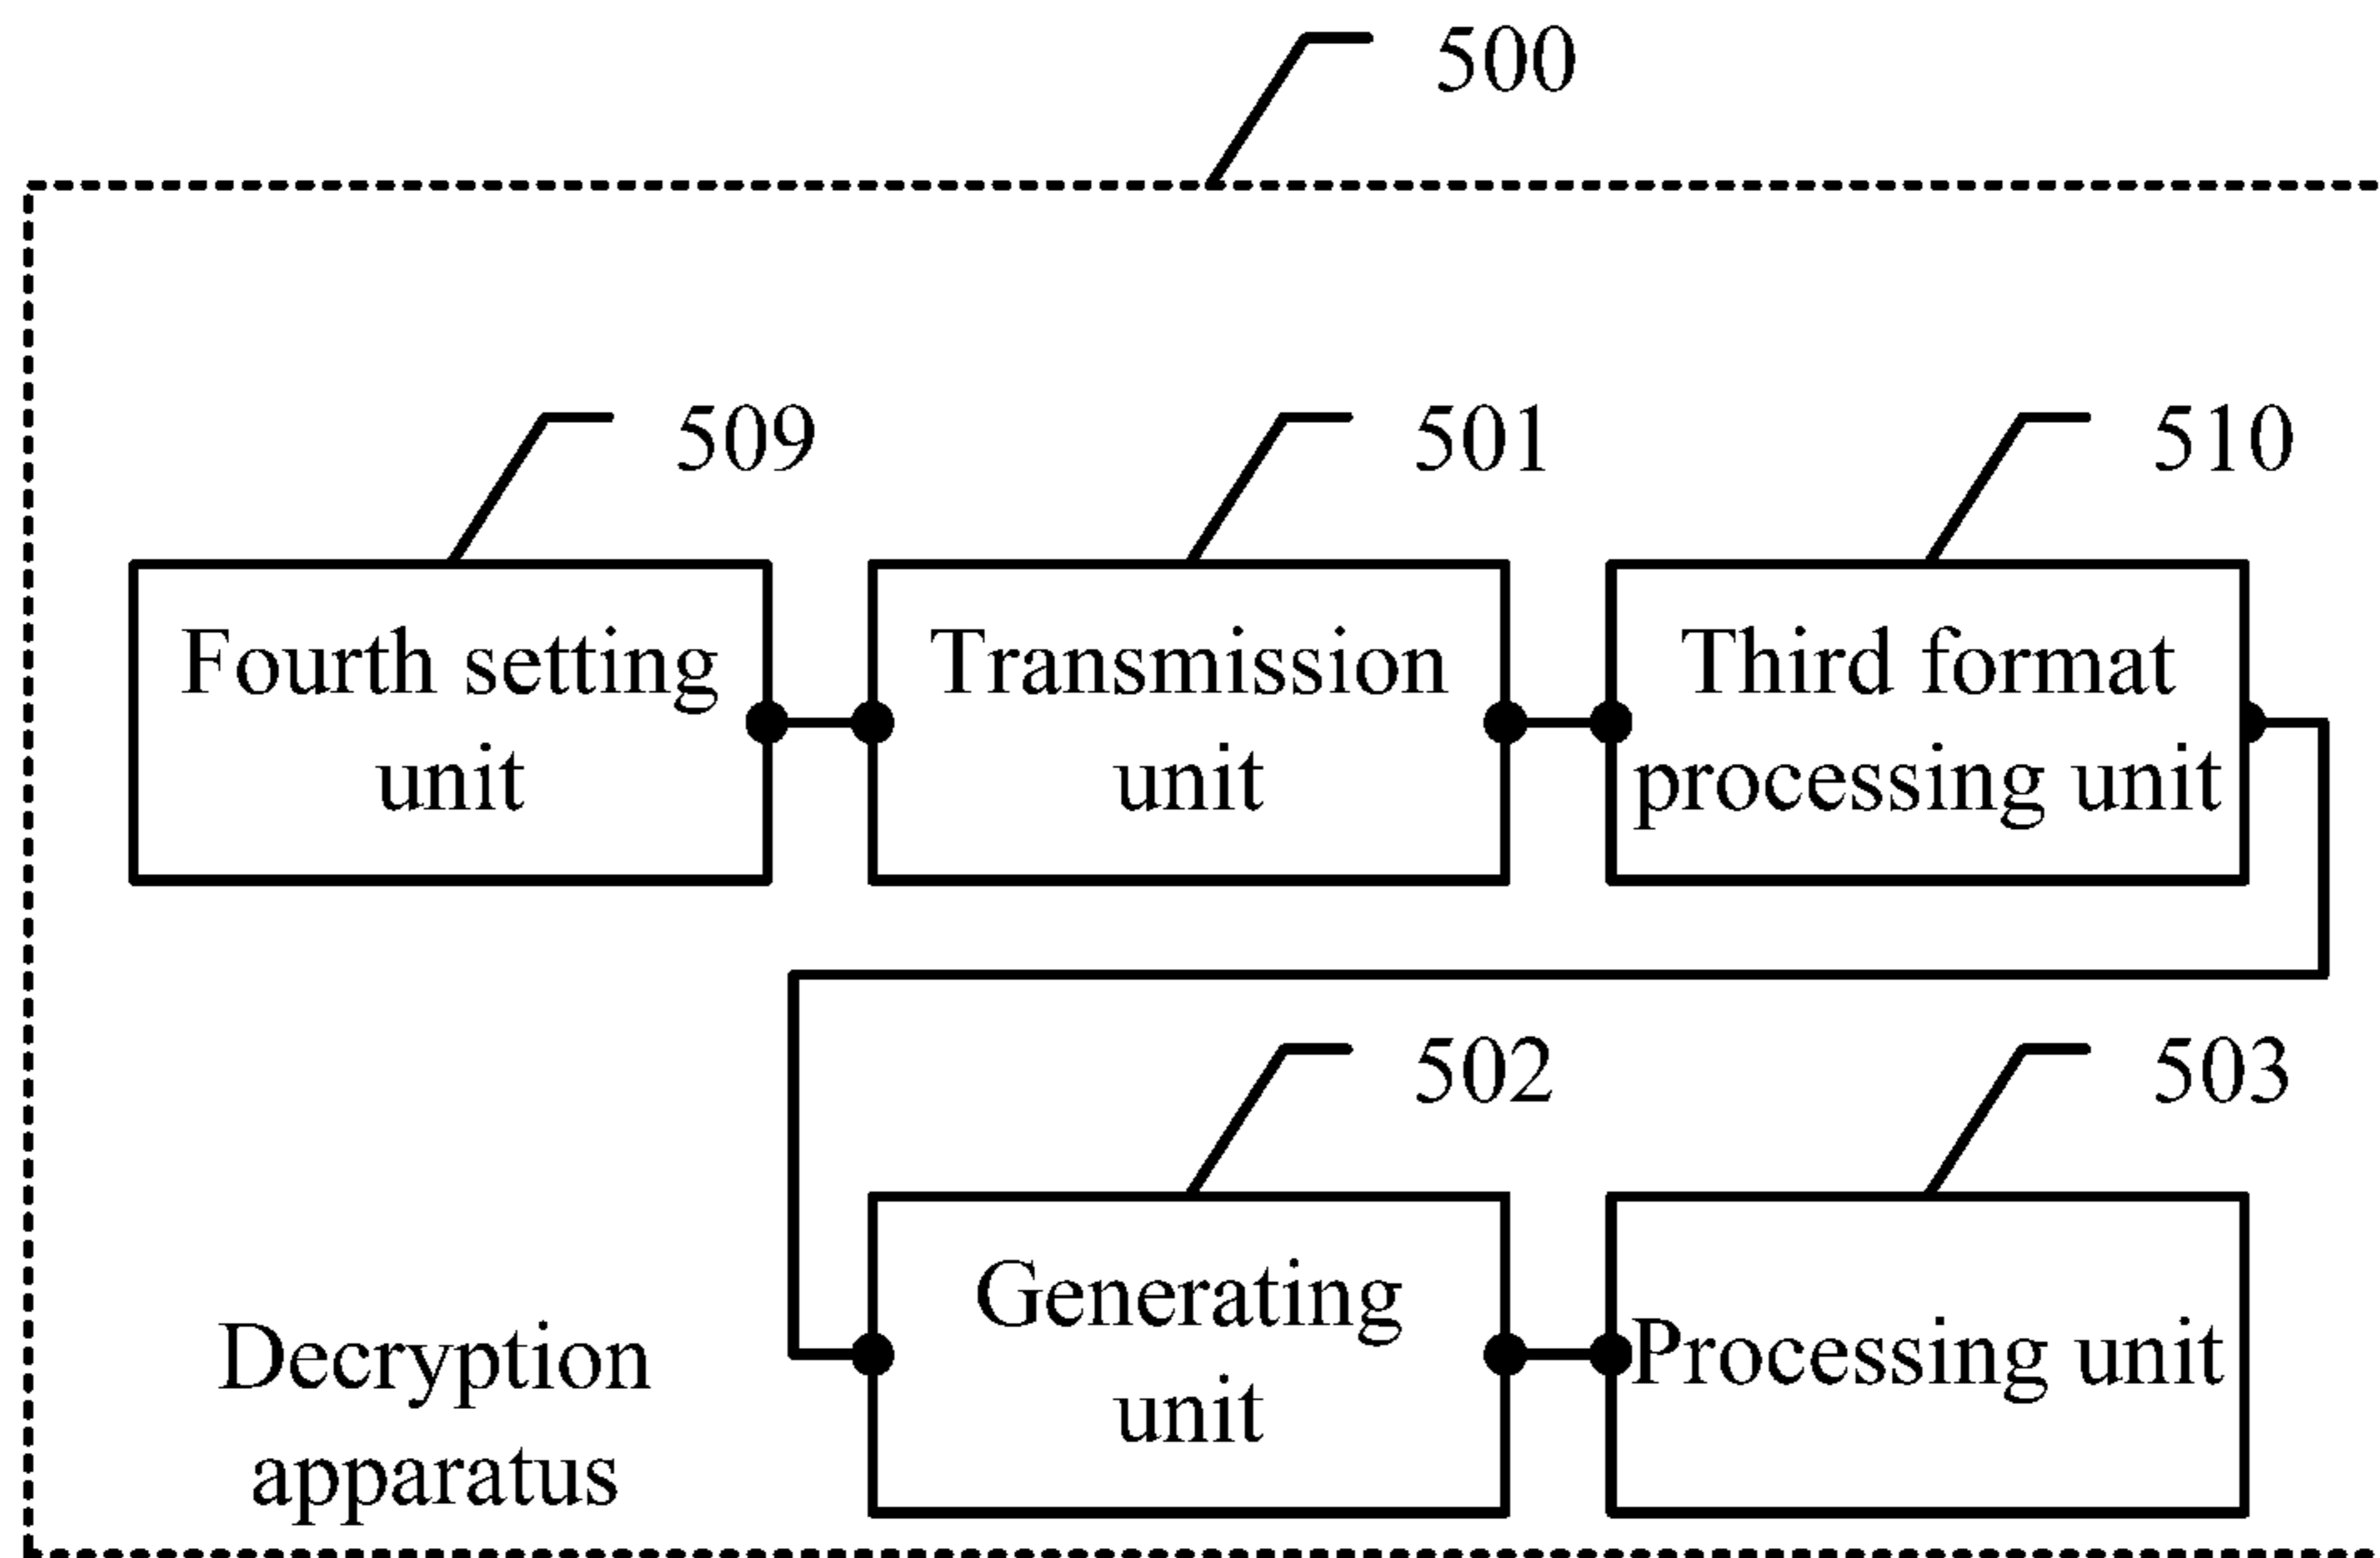 500
509
501
510
Fourth setting
unit
Transmission
unit
Third format
processing unit
502
503
Generating
unit
Processing unit
Decryption
apparatus